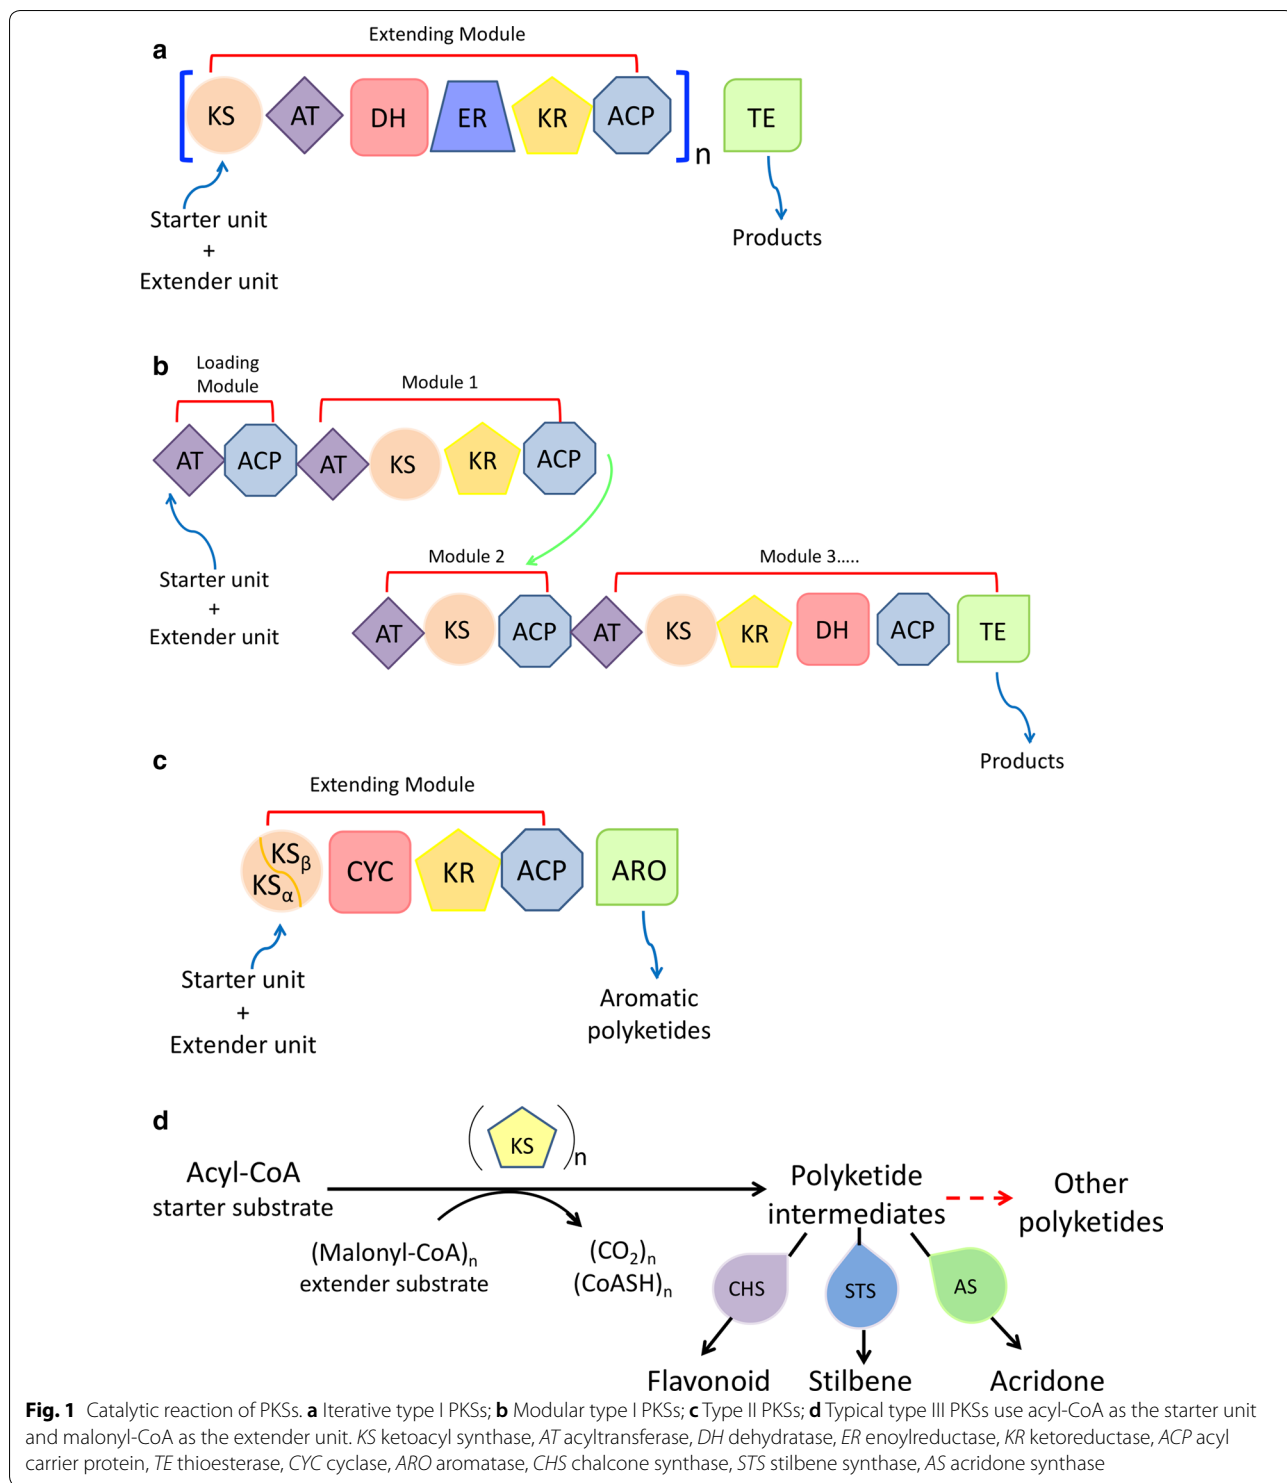 a
Extending Module
KS AT DH ER KR ACP n TE
Starter unit
+
Extender unit
Products
b
Loading
Module
Module 1
AT ACP AT KS KR ACP
Module 2
Module 3.....
Starter unit
+
Extender unit
AT KS ACP AT KS KR DH ACP TE
Products
c
Extending Module
KSβ
KSα
CYC KR ACP ARO
Starter unit
+
Extender unit
Aromatic
polyketides
d
(KS)n
Acyl-CoA
starter substrate
(Malonyl-CoA)n
extender substrate
(CO2)n
(CoASH)n
Polyketide
intermediates
Other
polyketides
CHS STS AS
Flavonoid Stilbene Acridone
Fig. 1 Catalytic reaction of PKSs. a Iterative type I PKSs; b Modular type I PKSs; c Type II PKSs; d Typical type III PKSs use acyl-CoA as the starter unit
and malonyl-CoA as the extender unit. KS ketoacyl synthase, AT acyltransferase, DH dehydratase, ER enoylreductase, KR ketoreductase, ACP acyl
carrier protein, TE thioesterase, CYC cyclase, ARO aromatase, CHS chalcone synthase, STS stilbene synthase, AS acridone synthase